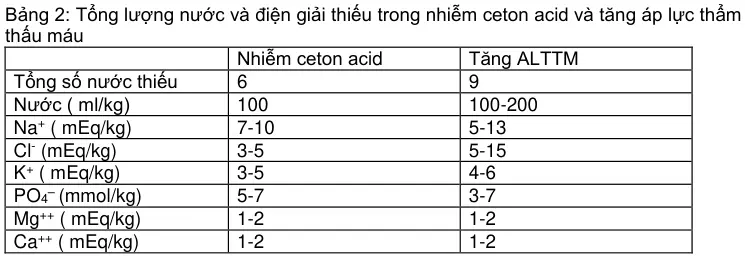 Bảng 2: Tổng lượng nước và điện giải thiếu trong nhiễm ceton acid và tăng áp lực thẩm
thấu máu
Nhiễm ceton acid Tăng ALTTM
Tổng số nước thiếu 6 9
Nước ( ml/kg) 100 100-200
Na⁺ ( mEq/kg) 7-10 5-13
Cl⁻ (mEq/kg) 3-5 5-15
K⁺ ( mEq/kg) 3-5 4-6
PO₄⁻ (mmol/kg) 5-7 3-7
Mg⁺⁺ ( mEq/kg) 1-2 1-2
Ca⁺⁺ ( mEq/kg) 1-2 1-2